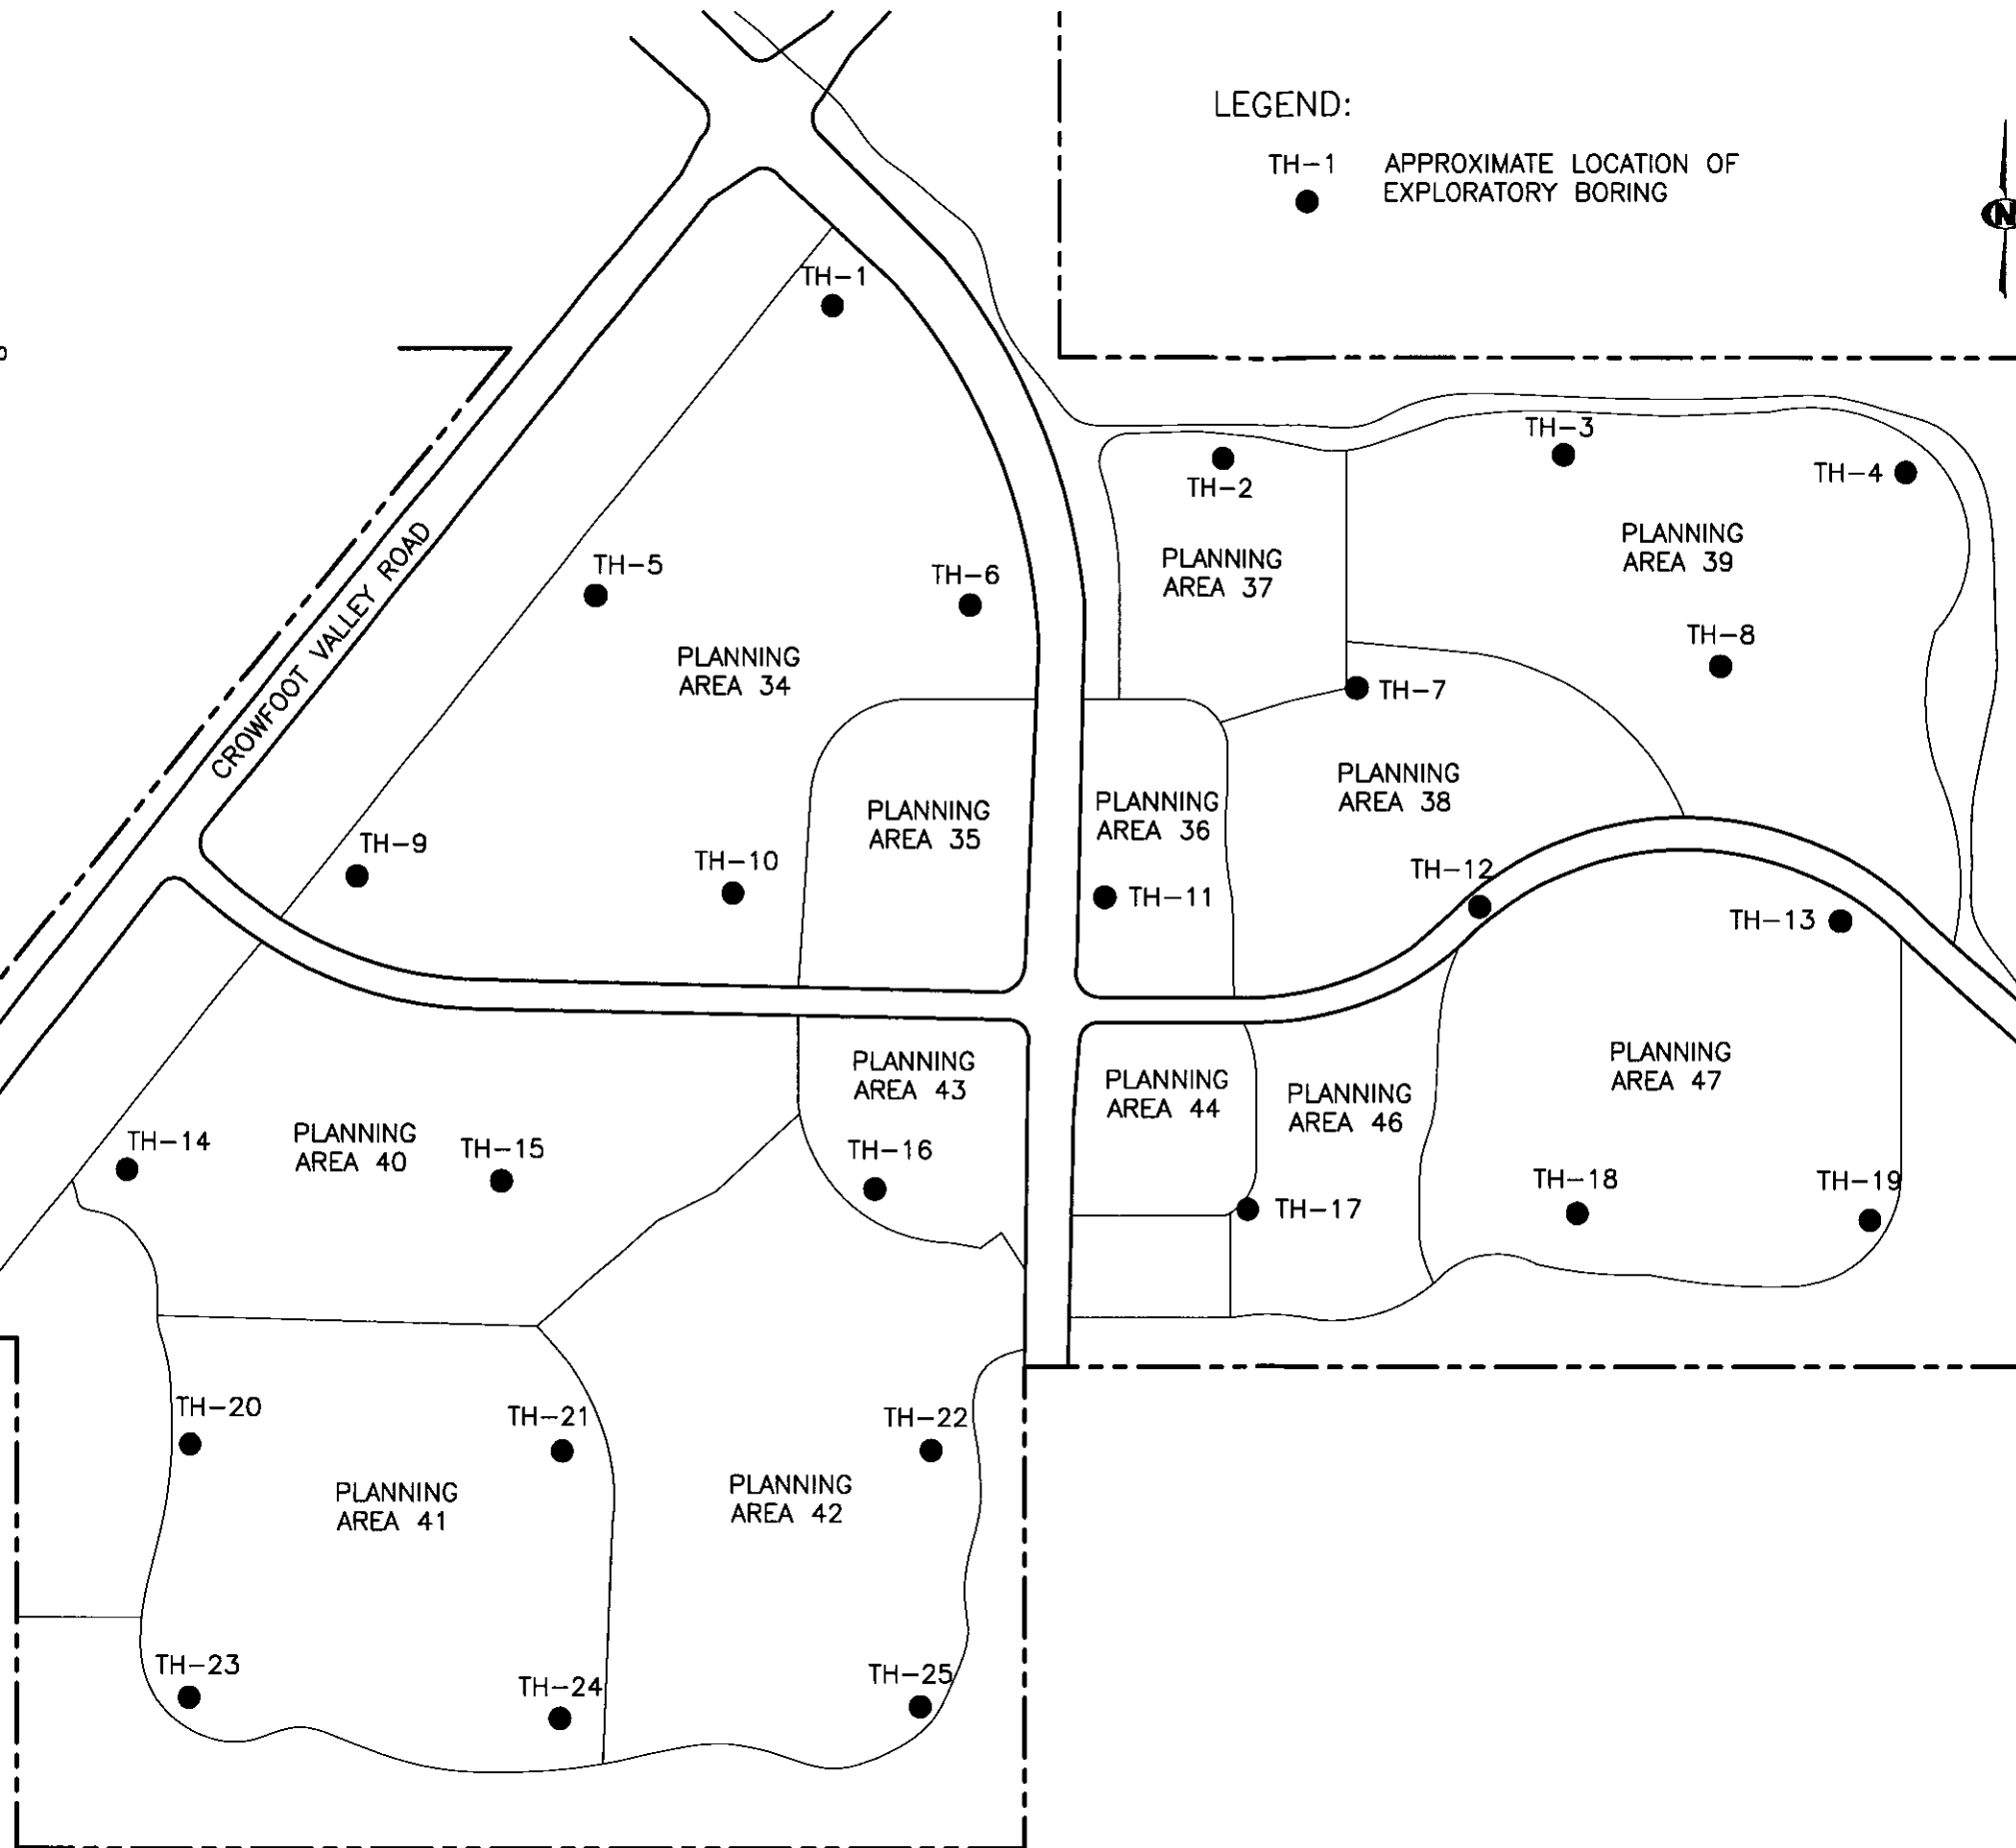 LEGEND:
TH-1
APPROXIMATE LOCATION OF
EXPLORATORY BORING
N
TH-1
TH-2
TH-3
TH-4
PLANNING
AREA 39
PLANNING
AREA 37
TH-5
TH-6
CROWFOOT VALLEY ROAD
PLANNING
AREA 34
TH-7
TH-8
PLANNING
AREA 35
PLANNING
AREA 36
PLANNING
AREA 38
TH-9
TH-10
TH-11
TH-12
TH-13
PLANNING
AREA 43
PLANNING
AREA 44
PLANNING
AREA 46
PLANNING
AREA 47
TH-14
PLANNING
AREA 40
TH-15
TH-16
TH-17
TH-18
TH-19
TH-20
TH-21
TH-22
PLANNING
AREA 41
PLANNING
AREA 42
TH-23
TH-24
TH-25